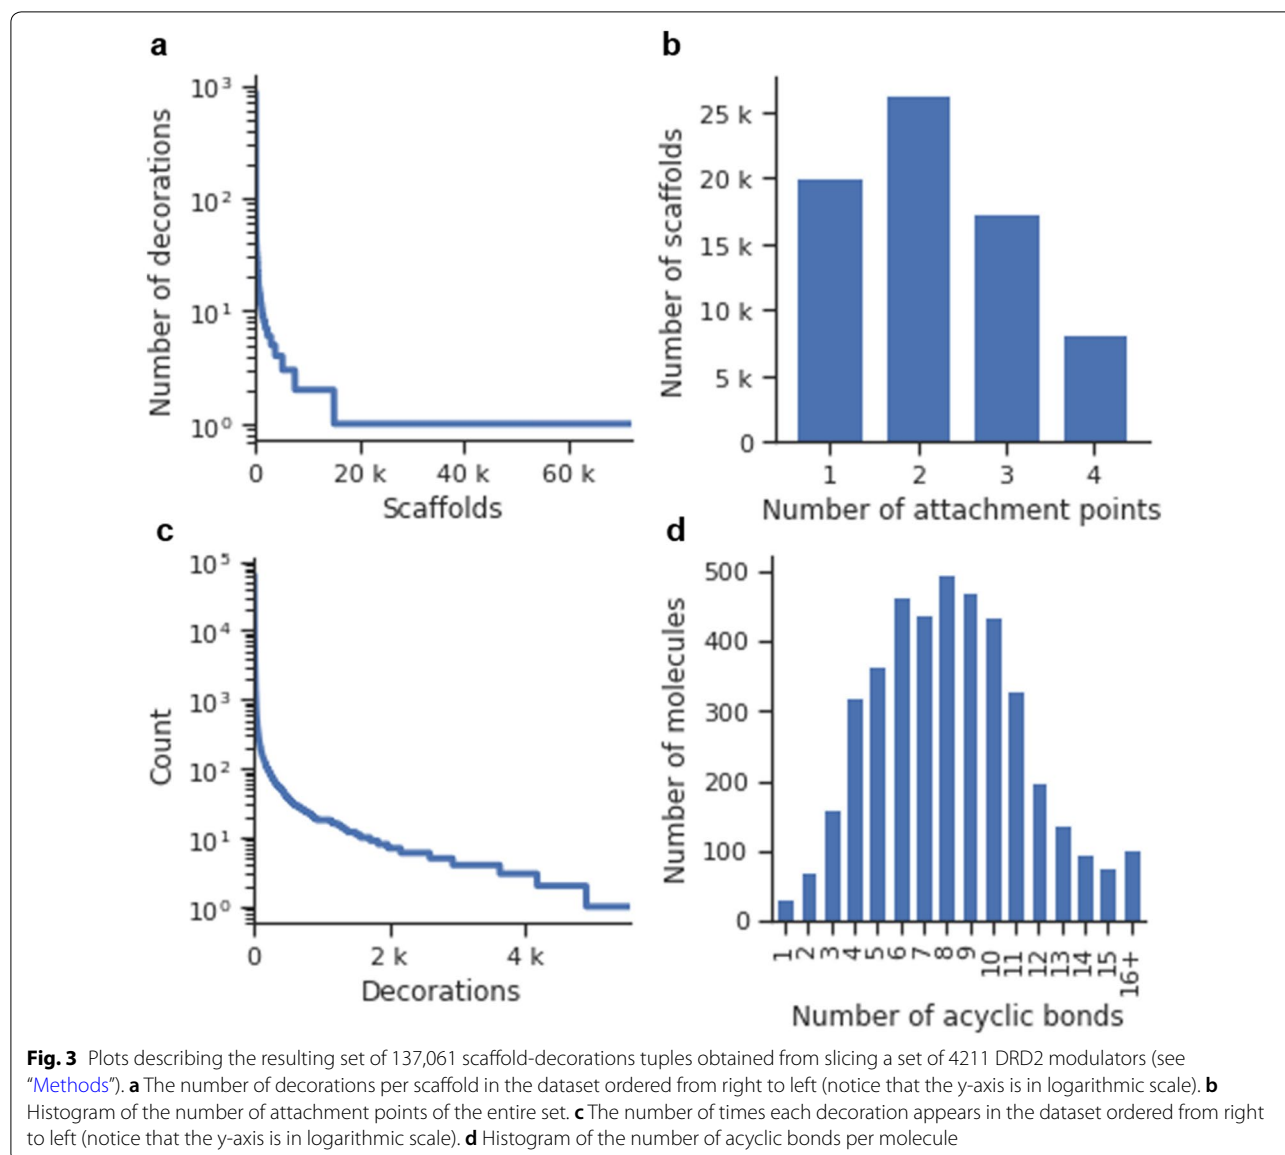 a
10³
10²
10¹
10⁰
Number of decorations
0 20 k 40 k 60 k
Scaffolds
b
25 k
20 k
15 k
10 k
5 k
0
Number of scaffolds
1 2 3 4
Number of attachment points
c
10⁵
10⁴
10³
10²
10¹
10⁰
Count
0 2 k 4 k
Decorations
d
500
400
300
200
100
0
Number of molecules
1 2 3 4 5 6 7 8 9 10 11 12 13 14 15 16+
Number of acyclic bonds
Fig. 3 Plots describing the resulting set of 137,061 scaffold-decorations tuples obtained from slicing a set of 4211 DRD2 modulators (see
“Methods”). a The number of decorations per scaffold in the dataset ordered from right to left (notice that the y-axis is in logarithmic scale). b
Histogram of the number of attachment points of the entire set. c The number of times each decoration appears in the dataset ordered from right
to left (notice that the y-axis is in logarithmic scale). d Histogram of the number of acyclic bonds per molecule